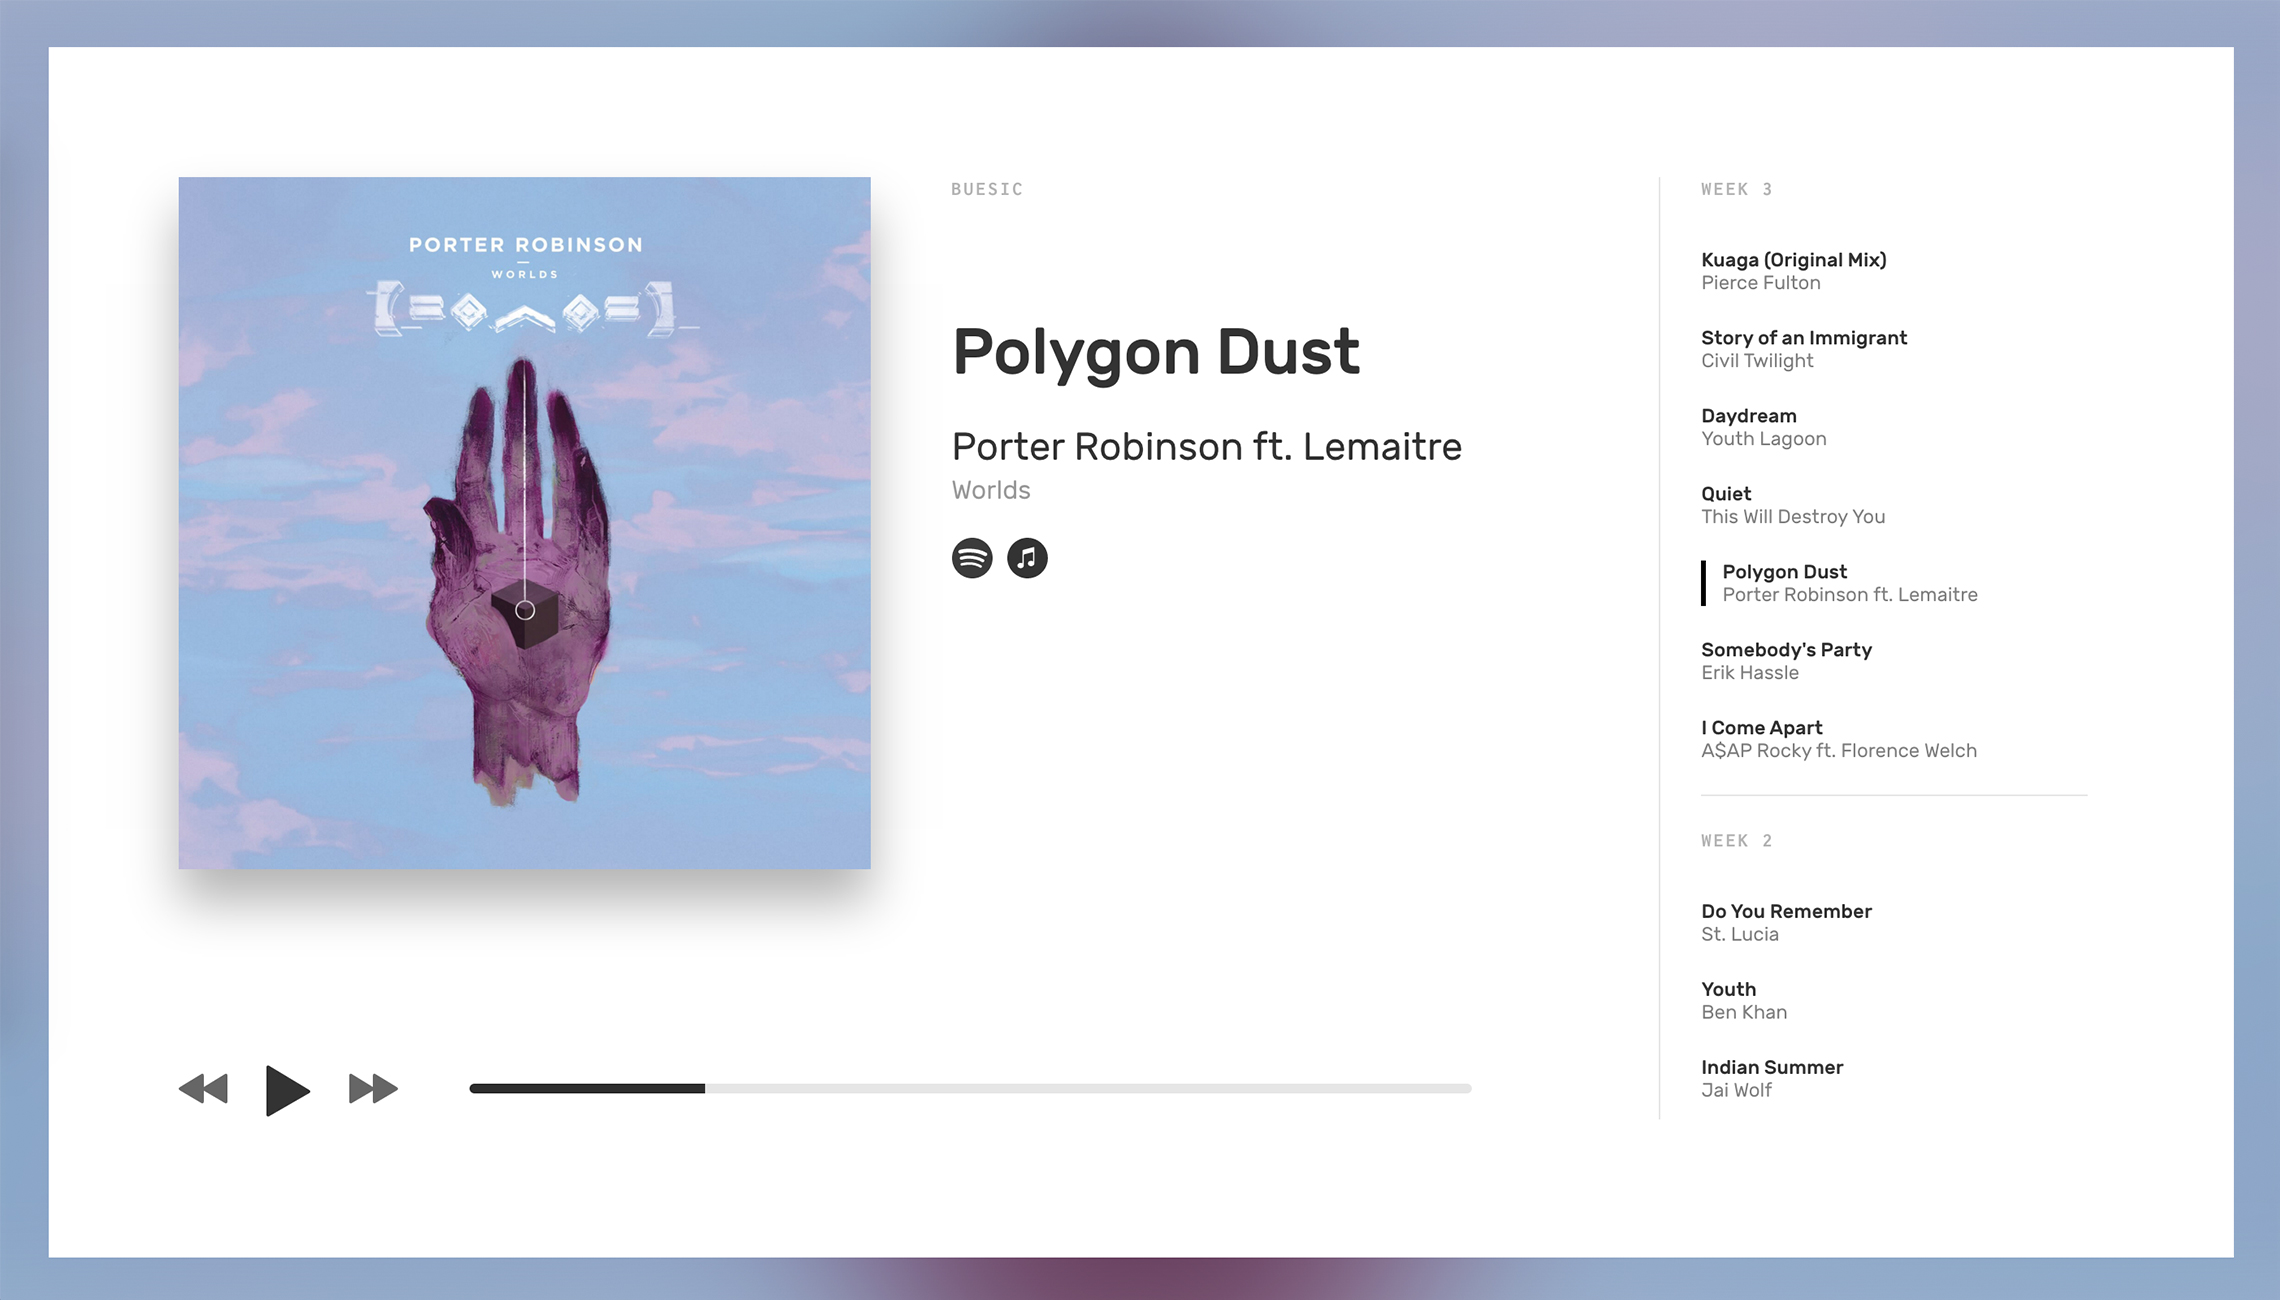 PORTER ROBINSON
WORLDS
BUESIC
Polygon Dust
Porter Robinson ft. Lemaitre
Worlds
WEEK 3
Kuaga (Original Mix)
Pierce Fulton
Story of an Immigrant
Civil Twilight
Daydream
Youth Lagoon
Quiet
This Will Destroy You
Polygon Dust
Porter Robinson ft. Lemaitre
Somebody's Party
Erik Hassle
I Come Apart
A$AP Rocky ft. Florence Welch
WEEK 2
Do You Remember
St. Lucia
Youth
Ben Khan
Indian Summer
Jai Wolf